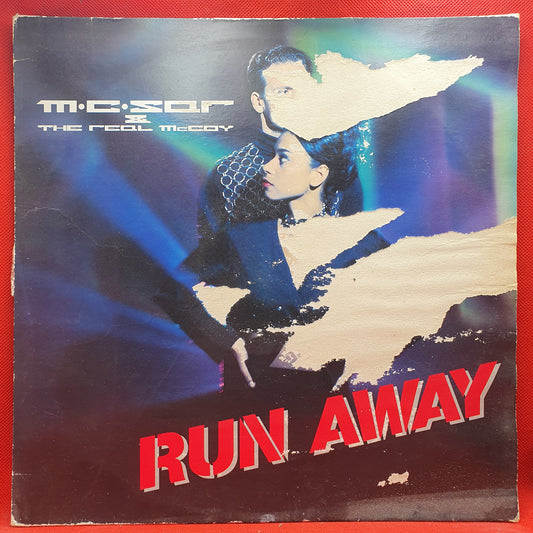 M·C·SAR
&
THE REAL McCOY
RUN AWAY